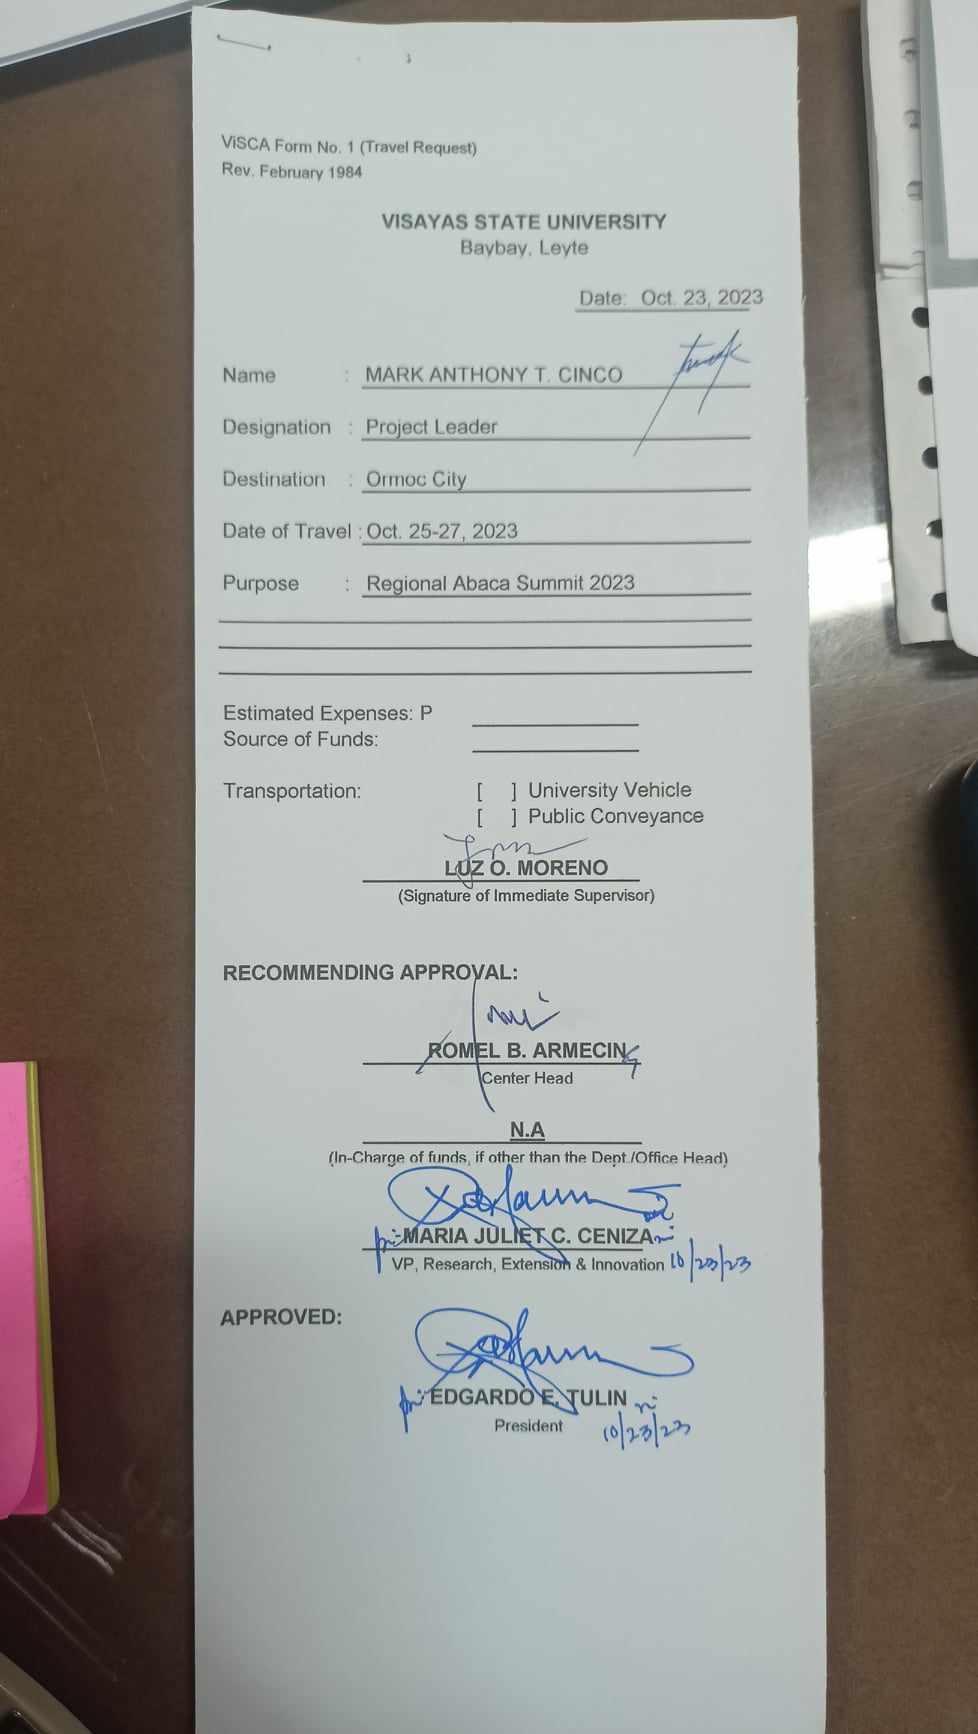 ViSCA Form No. 1 (Travel Request)
Rev. February 1984
VISAYAS STATE UNIVERSITY
Baybay, Leyte
Date: Oct. 23, 2023
Name : MARK ANTHONY T. CINCO
Designation : Project Leader
Destination : Ormoc City
Date of Travel : Oct. 25-27, 2023
Purpose : Regional Abaca Summit 2023
Estimated Expenses: P
Source of Funds:
Transportation: [ ] University Vehicle
[ ] Public Conveyance
LUZ O. MORENO
(Signature of Immediate Supervisor)
RECOMMENDING APPROVAL:
ROMEL B. ARMECIN
Center Head
N.A
(In-Charge of funds, if other than the Dept./Office Head)
MARIA JULIET C. CENIZA
VP, Research, Extension & Innovation 10/23/23
APPROVED:
EDGARDO E. TULIN
President 10/23/23